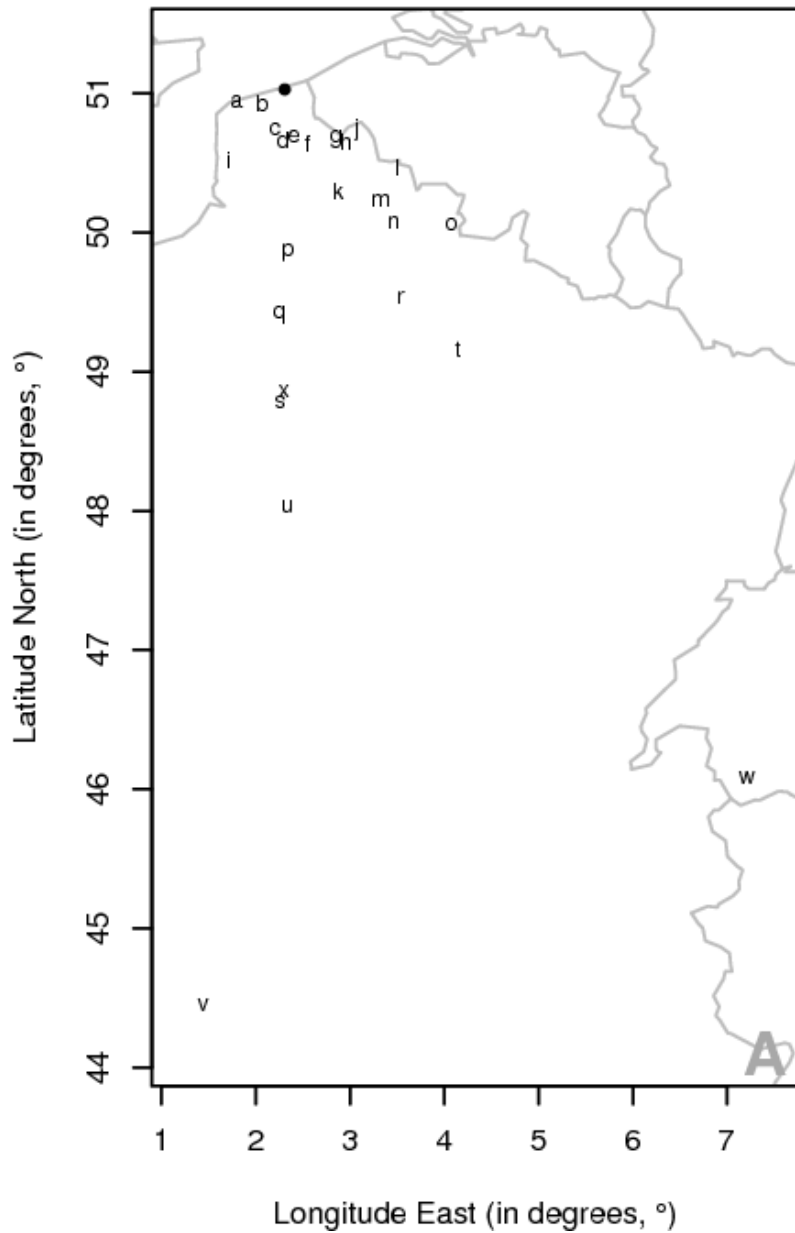 51
50
49
48
47
46
45
44
Latitude North (in degrees, °)
a b
c d e f g h j
i
l
k m
n o
p
q r
t
x
s
u
w
v
A
1 2 3 4 5 6 7
Longitude East (in degrees, °)